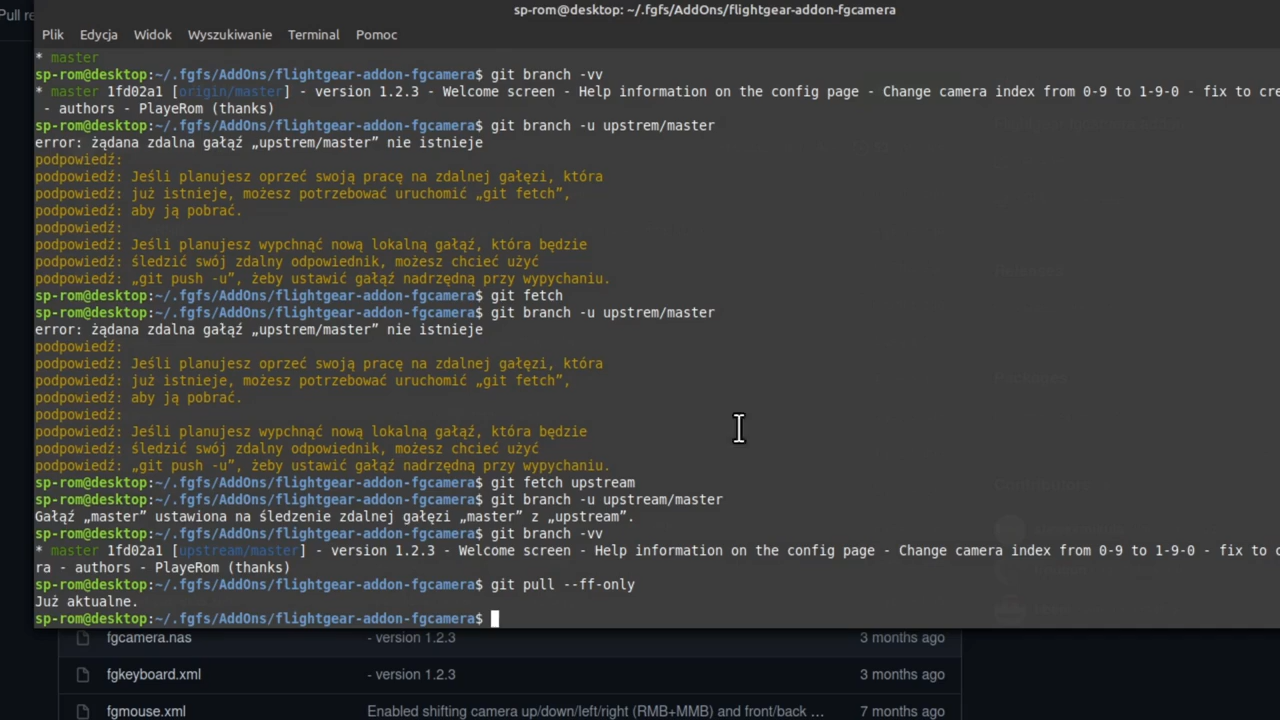 Pull re
sp-rom@desktop: ~/.fgfs/AddOns/flightgear-addon-fgcamera
Plik Edycja Widok Wyszukiwanie Terminal Pomoc
* master
sp-rom@desktop:~/.fgfs/AddOns/flightgear-addon-fgcamera$ git branch -vv
* master 1fd02a1 [origin/master] - version 1.2.3 - Welcome screen - Help information on the config page - Change camera index from 0-9 to 1-9-0 - fix to cre
- authors - PlayeRom (thanks)
sp-rom@desktop:~/.fgfs/AddOns/flightgear-addon-fgcamera$ git branch -u upstrem/master
error: żądana zdalna gałąź „upstrem/master” nie istnieje
podpowiedź:
podpowiedź: Jeśli planujesz oprzeć swoją pracę na zdalnej gałęzi, która
podpowiedź: już istnieje, możesz potrzebować uruchomić „git fetch”,
podpowiedź: aby ją pobrać.
podpowiedź:
podpowiedź: Jeśli planujesz wypchnąć nową lokalną gałąź, która będzie
podpowiedź: śledzić swój zdalny odpowiednik, możesz chcieć użyć
podpowiedź: „git push -u”, żeby ustawić gałąź nadrzędną przy wypychaniu.
sp-rom@desktop:~/.fgfs/AddOns/flightgear-addon-fgcamera$ git fetch
sp-rom@desktop:~/.fgfs/AddOns/flightgear-addon-fgcamera$ git branch -u upstrem/master
error: żądana zdalna gałąź „upstrem/master” nie istnieje
podpowiedź:
podpowiedź: Jeśli planujesz oprzeć swoją pracę na zdalnej gałęzi, która
podpowiedź: już istnieje, możesz potrzebować uruchomić „git fetch”,
podpowiedź: aby ją pobrać.
podpowiedź:
podpowiedź: Jeśli planujesz wypchnąć nową lokalną gałąź, która będzie
podpowiedź: śledzić swój zdalny odpowiednik, możesz chcieć użyć
podpowiedź: „git push -u”, żeby ustawić gałąź nadrzędną przy wypychaniu.
sp-rom@desktop:~/.fgfs/AddOns/flightgear-addon-fgcamera$ git fetch upstream
sp-rom@desktop:~/.fgfs/AddOns/flightgear-addon-fgcamera$ git branch -u upstream/master
Gałąź „master” ustawiona na śledzenie zdalnej gałęzi „master” z „upstream”.
sp-rom@desktop:~/.fgfs/AddOns/flightgear-addon-fgcamera$ git branch -vv
* master 1fd02a1 [upstream/master] - version 1.2.3 - Welcome screen - Help information on the config page - Change camera index from 0-9 to 1-9-0 - fix to c
ra - authors - PlayeRom (thanks)
sp-rom@desktop:~/.fgfs/AddOns/flightgear-addon-fgcamera$ git pull --ff-only
Już aktualne.
sp-rom@desktop:~/.fgfs/AddOns/flightgear-addon-fgcamera$
fgcamera.nas - version 1.2.3 3 months ago
fgkeyboard.xml - version 1.2.3 3 months ago
fgmouse.xml Enabled shifting camera up/down/left/right (RMB+MMB) and front/back ... 7 months ago